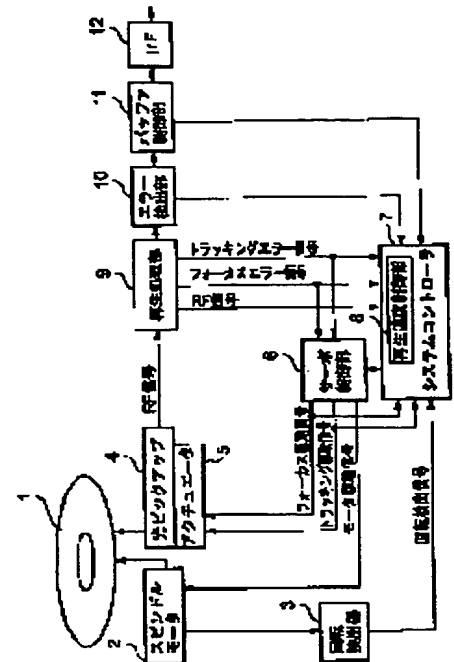 1
2
スピンドル
モータ
3
回転
検出器
4
光ピックアップ
アクチュエータ
5
RF信号
9
再生回路部
10
エラー
検出部
11
バッファ
制御部
12
I/F
トラッキングエラー信号
フォーカスエラー信号
RF信号
6
サーボ
制御部
フォーカス駆動信号
トラッキング駆動信号
モータ駆動信号
回転検出信号
7
8
再生速度制御部
システムコントローラ